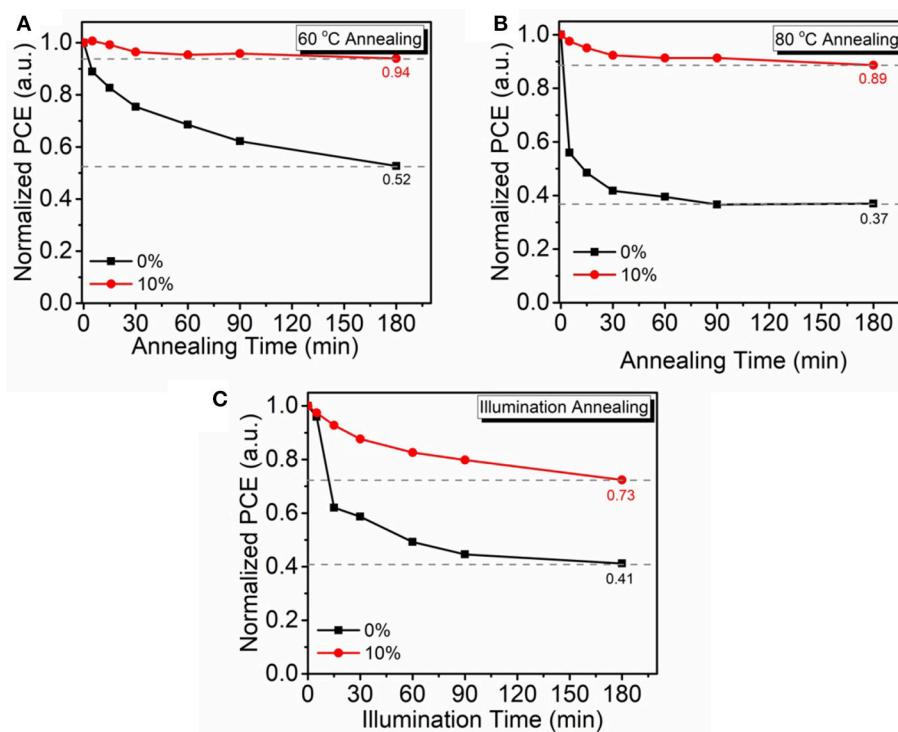 A
60 °C Annealing
Normalized PCE (a.u.)
1.0
0.8
0.6
0.4
0.2
0.0
0.94
0.52
0%
10%
0 30 60 90 120 150 180
Annealing Time (min)
B
80 °C Annealing
Normalized PCE (a.u.)
1.0
0.8
0.6
0.4
0.2
0.0
0.89
0.37
0%
10%
0 30 60 90 120 150 180
Annealing Time (min)
C
Illumination Annealing
Normalized PCE (a.u.)
1.0
0.8
0.6
0.4
0.2
0.0
0.73
0.41
0%
10%
0 30 60 90 120 150 180
Illumination Time (min)